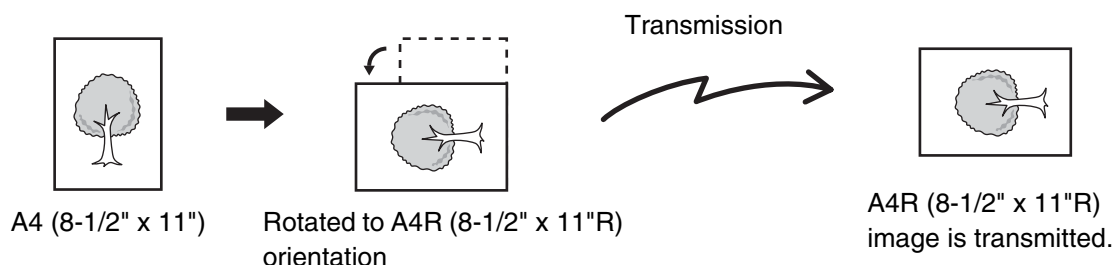 Transmission
A4 (8-1/2" x 11")
Rotated to A4R (8-1/2" x 11"R)
orientation
A4R (8-1/2" x 11"R)
image is transmitted.